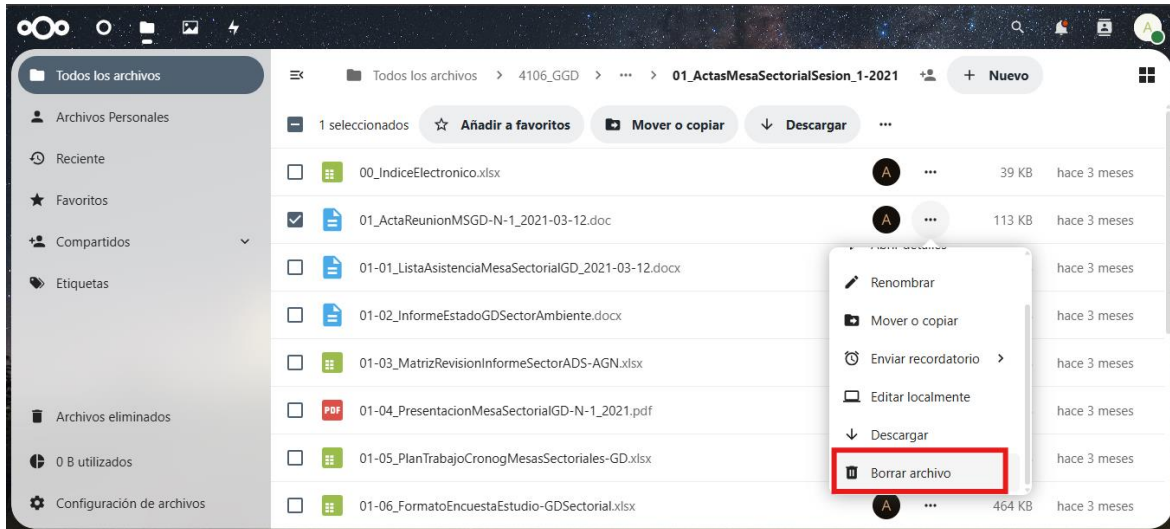 A
Todos los archivos
Todos los archivos > 4106_GGD > ··· > 01_ActasMesaSectorialSesion_1-2021
+ Nuevo
Archivos Personales
1 seleccionados
Añadir a favoritos
Mover o copiar
Descargar
···
Reciente
00_IndiceElectronico.xlsx A ··· 39 KB hace 3 meses
Favoritos
01_ActaReunionMSGD-N-1_2021-03-12.doc A ··· 113 KB hace 3 meses
Compartidos
01-01_ListaAsistenciaMesaSectorialGD_2021-03-12.docx hace 3 meses
Etiquetas
01-02_InformeEstadoGDSectorAmbiente.docx hace 3 meses
01-03_MatrizRevisionInformeSectorADS-AGN.xlsx hace 3 meses
Archivos eliminados
PDF 01-04_PresentacionMesaSectorialGD-N-1_2021.pdf hace 3 meses
0 B utilizados
01-05_PlanTrabajoCronogMesasSectoriales-GD.xlsx hace 3 meses
Configuración de archivos
01-06_FormatoEncuestaEstudio-GDSectorial.xlsx A ··· 464 KB hace 3 meses
Abrir detalles
Renombrar
Mover o copiar
Enviar recordatorio >
Editar localmente
Descargar
Borrar archivo